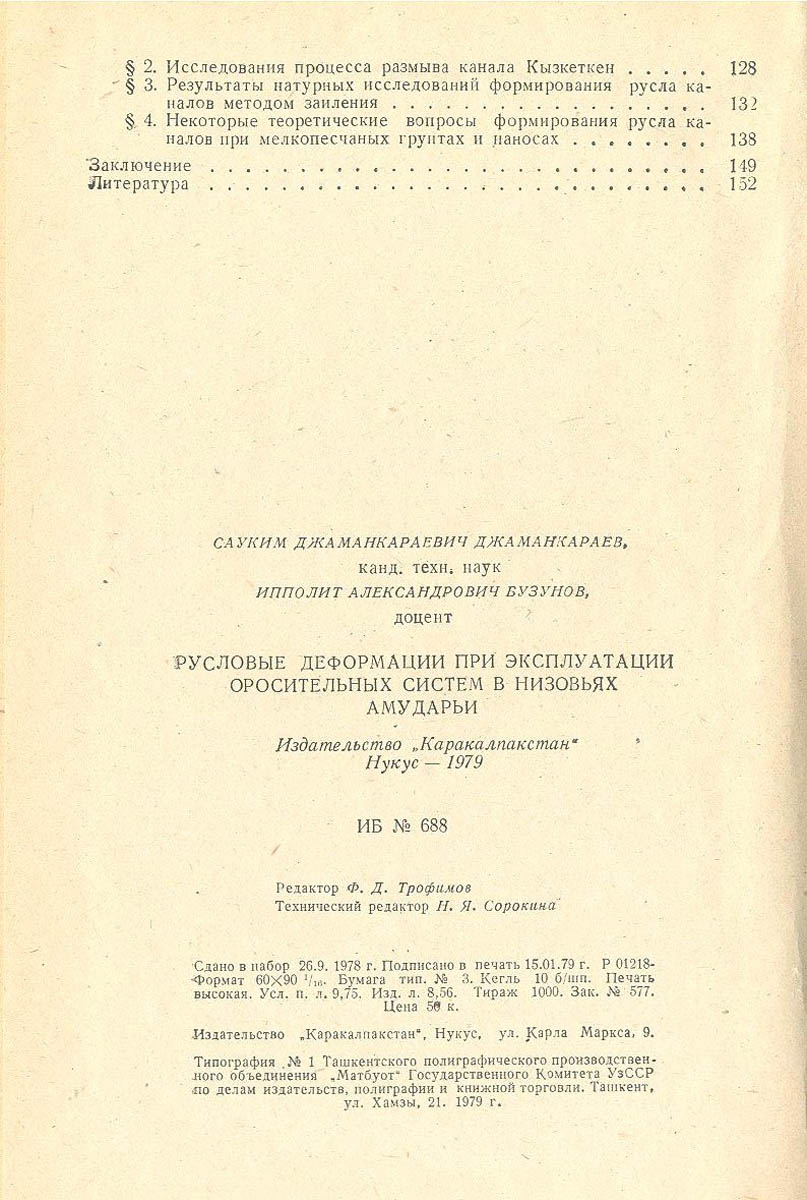 § 2. Исследования процесса размыва канала Кызкеткен . . . . . 128
§ 3. Результаты натурных исследований формирования русла ка-
налов методом заиления . . . . . . . . . . . . . . . . . . 132
§ 4. Некоторые теоретические вопросы формирования русла ка-
налов при мелкопесчаных грунтах и наносах . . . . . . . . 138
Заключение . . . . . . . . . . . . . . . . . . . . . . . . . . . . 149
Литература . . . . . . . . . . . . . . . . . . . . . . . . . . . . 152
САУКИМ ДЖАМАНКАРАЕВИЧ ДЖАМАНКАРАЕВ,
канд. техн. наук
ИППОЛИТ АЛЕКСАНДРОВИЧ БУЗУНОВ,
доцент
РУСЛОВЫЕ ДЕФОРМАЦИИ ПРИ ЭКСПЛУАТАЦИИ
ОРОСИТЕЛЬНЫХ СИСТЕМ В НИЗОВЬЯХ
АМУДАРЬИ
Издательство „Каракалпакстан“
Нукус — 1979
ИБ № 688
Редактор Ф. Д. Трофимов
Технический редактор Н. Я. Сорокина
Сдано в набор 26.9. 1978 г. Подписано в печать 15.01.79 г. Р 01218-
Формат 60×90 1/16. Бумага тип. № 3. Кегль 10 б/шп. Печать
высокая. Усл. п. л. 9,75. Изд. л. 8,56. Тираж 1000. Зак. № 577.
Цена 50 к.
Издательство „Каракалпакстан“, Нукус, ул. Карла Маркса, 9.
Типография № 1 Ташкентского полиграфического производствен-
ного объединения „Матбуот“ Государственного Комитета УзССР
по делам издательств, полиграфии и книжной торговли. Ташкент,
ул. Хамзы, 21. 1979 г.